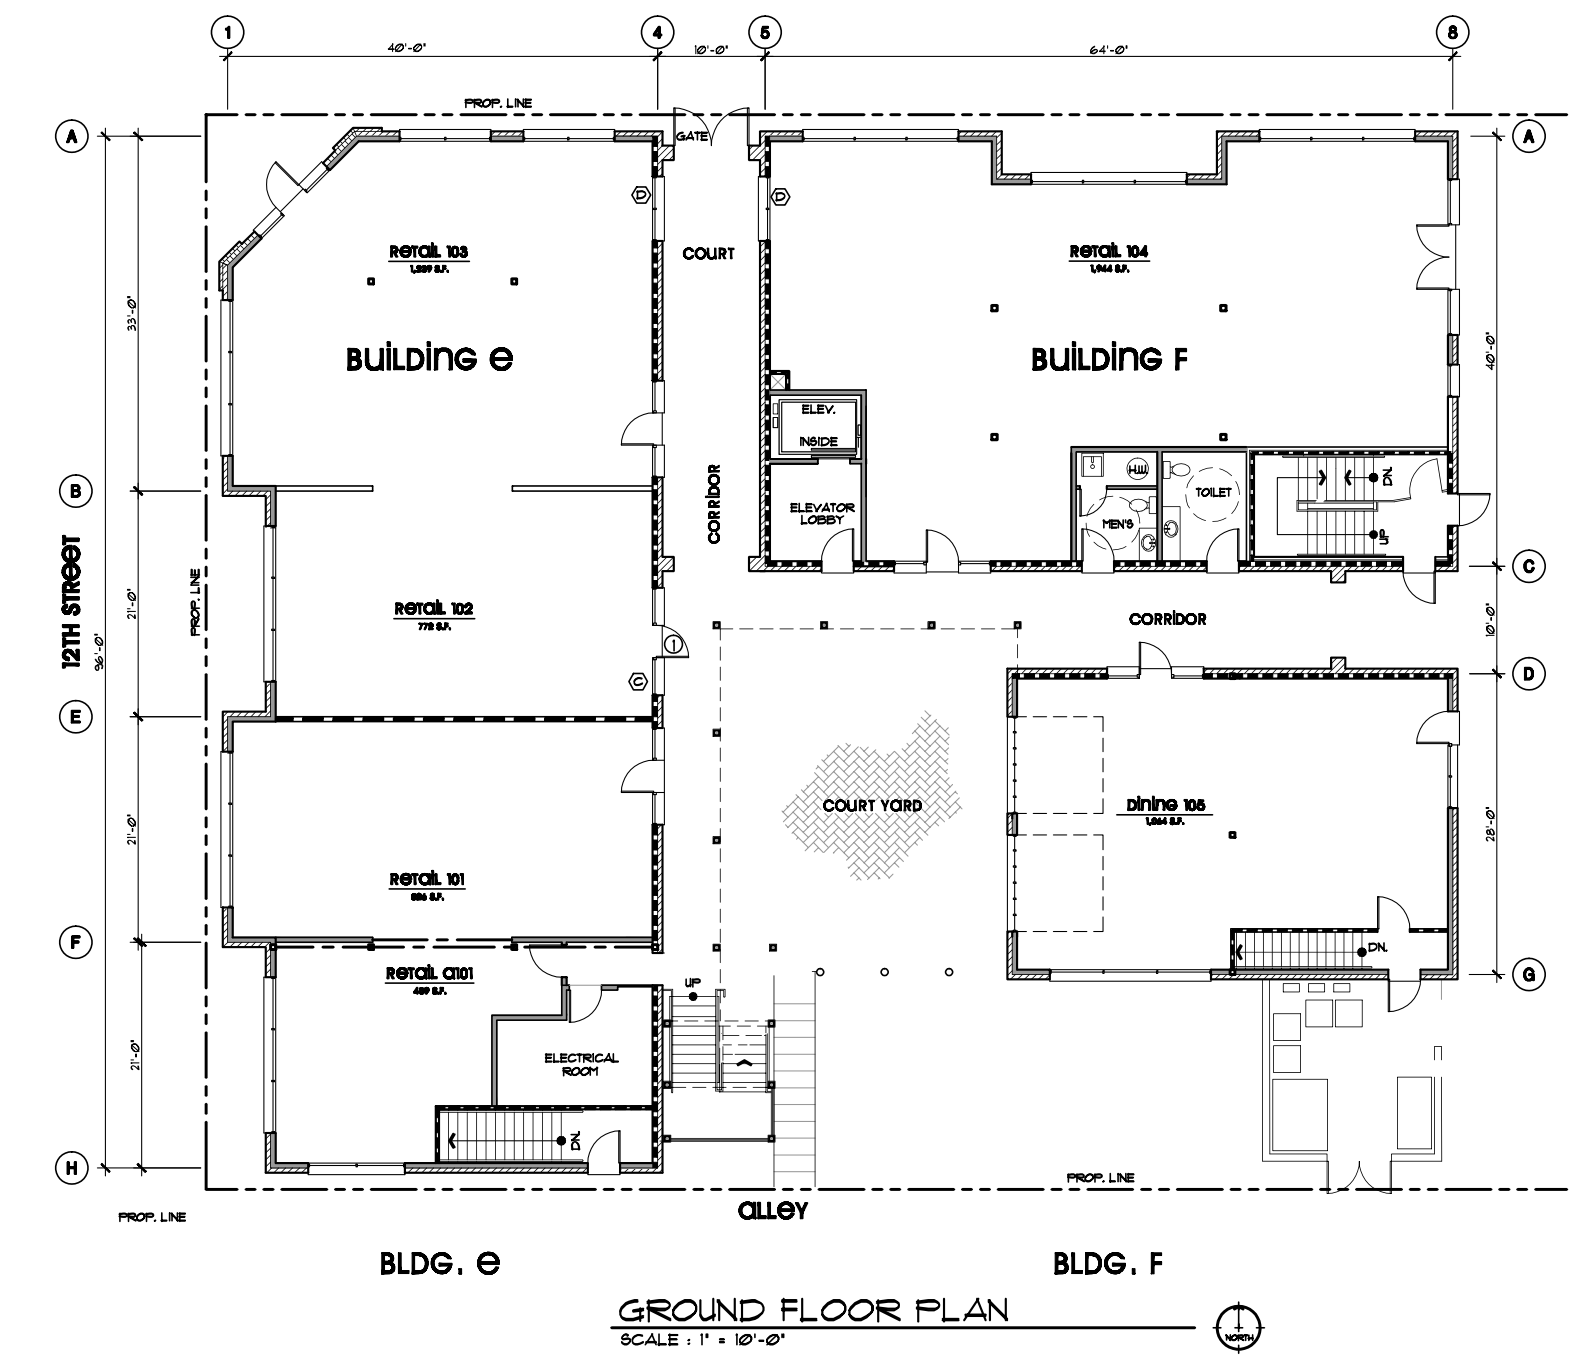 1
4
5
8
40'-0"
10'-0"
64'-0"
PROP. LINE
A
GATE
A
D
D
RETAIL 103
COURT
RETAIL 104
1,944 S.F.
33'-0"
BUILDING E
BUILDING F
40'-0"
ELEV.
INSIDE
H.W.
DN.
B
CORRIDOR
TOILET
ELEVATOR
LOBBY
MEN'S
UP
12TH STREET
PROP. LINE
C
21'-0"
RETAIL 102
772 S.F.
CORRIDOR
10'-0"
96'-0"
1
D
C
E
RETAIL 101
COURT YARD
DINING 105
1,064 S.F.
21'-0"
28'-0"
F
DN.
RETAIL A101
UP
G
21'-0"
ELECTRICAL
ROOM
DN.
H
PROP. LINE
PROP. LINE
ALLEY
BLDG. E
BLDG. F
GROUND FLOOR PLAN
SCALE : 1" = 10'-0"
NORTH